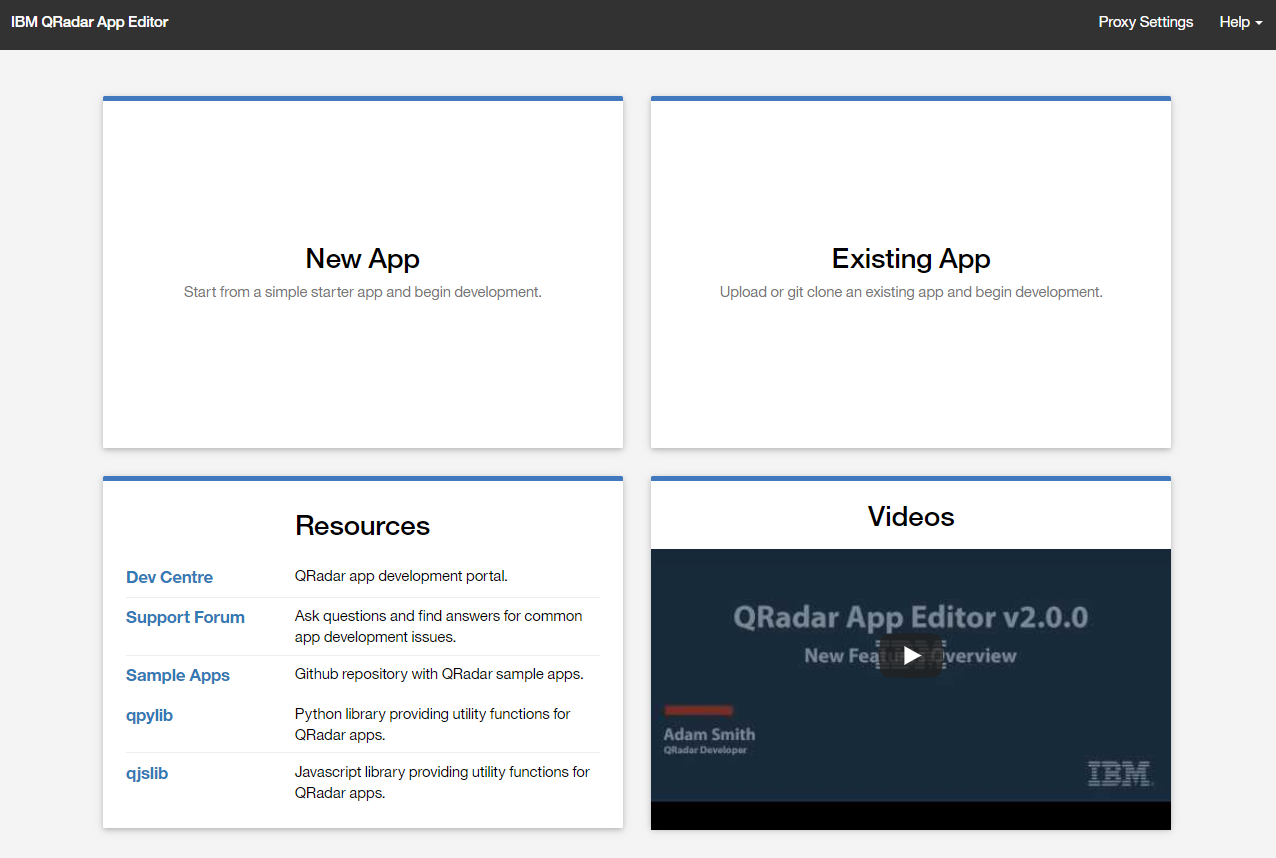 IBM QRadar App Editor
Proxy Settings
Help
New App
Start from a simple starter app and begin development.
Existing App
Upload or git clone an existing app and begin development.
Resources
Dev Centre
QRadar app development portal.
Support Forum
Ask questions and find answers for common
app development issues.
Sample Apps
Github repository with QRadar sample apps.
qpylib
Python library providing utility functions for
QRadar apps.
qjslib
Javascript library providing utility functions for
QRadar apps.
Videos
QRadar App Editor v2.0.0
New Overview
Adam Smith
QRadar Developer
IBM